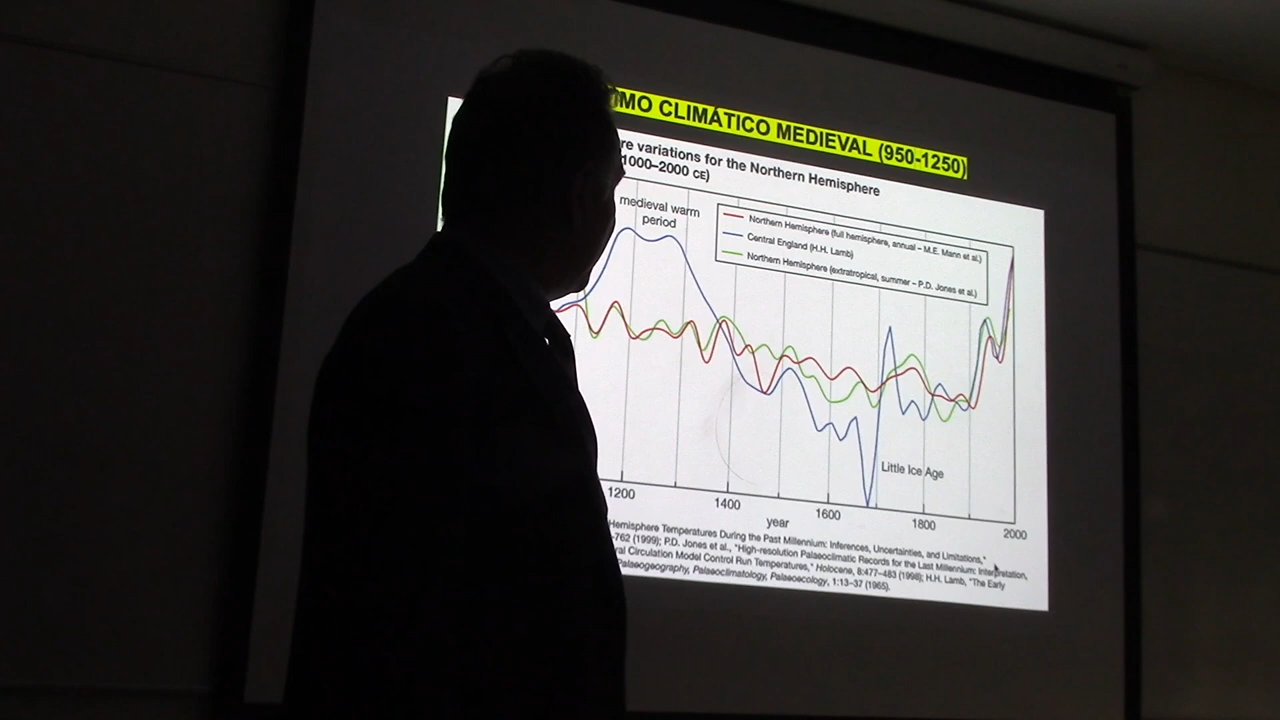 MO CLIMÁTICO MEDIEVAL (950-1250)
re variations for the Northern Hemisphere
1000–2000 CE)
medieval warm
period
Northern Hemisphere (full hemisphere, annual – M.E. Mann et al.)
Central England (H.H. Lamb)
Northern Hemisphere (extratropical, summer – P.D. Jones et al.)
Little Ice Age
1200
1400
1600
1800
2000
year
Hemisphere Temperatures During the Past Millennium: Inferences, Uncertainties, and Limitations,"
-762 (1999); P.D. Jones et al., "High-resolution Palaeoclimatic Records for the Last Millennium: Interpretation,
ral Circulation Model Control Run Temperatures," Holocene, 8:477–483 (1998); H.H. Lamb, "The Early
Palaeogeography, Palaeoclimatology, Palaeoecology, 1:13–37 (1965).